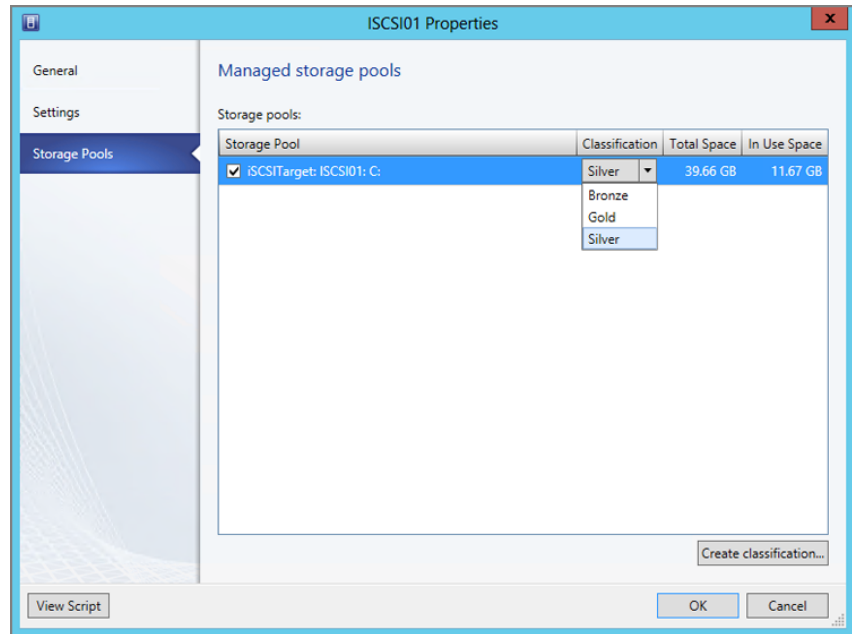 ISCSI01 Properties
x
General
Settings
Storage Pools
Managed storage pools
Storage pools:
Storage Pool Classification Total Space In Use Space
iSCSITarget: ISCSI01: C: Silver 39.66 GB 11.67 GB
Bronze
Gold
Silver
Create classification...
View Script OK Cancel